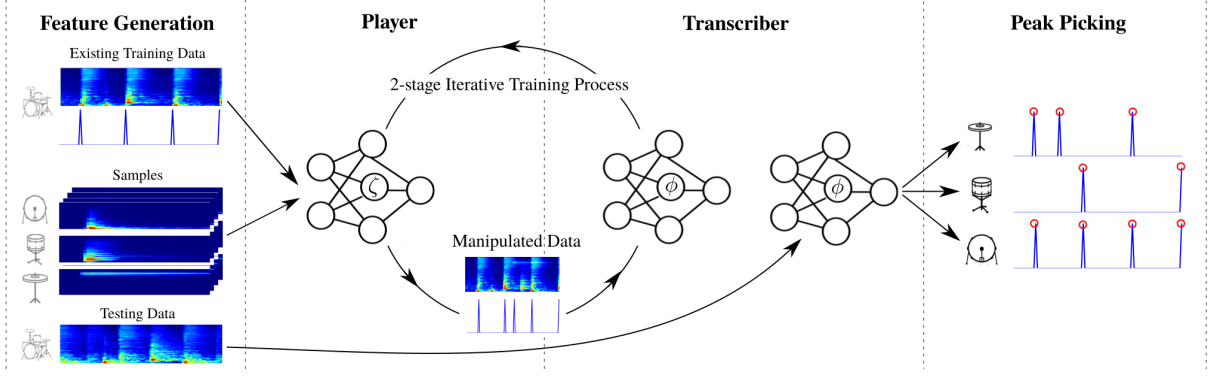 Feature Generation
Player
Transcriber
Peak Picking
Existing Training Data
2-stage Iterative Training Process
Samples
ζ
ϕ
ϕ
Manipulated Data
Testing Data